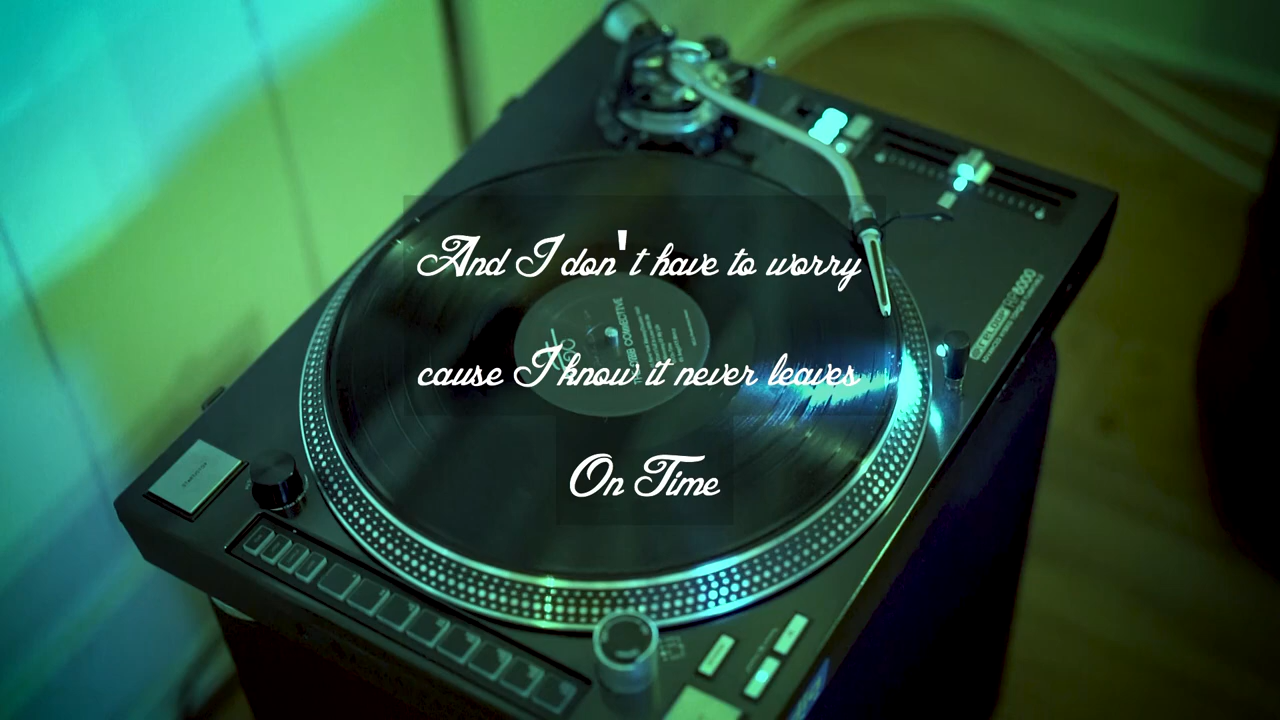 And I don't have to worry
cause I know it never leaves
On Time